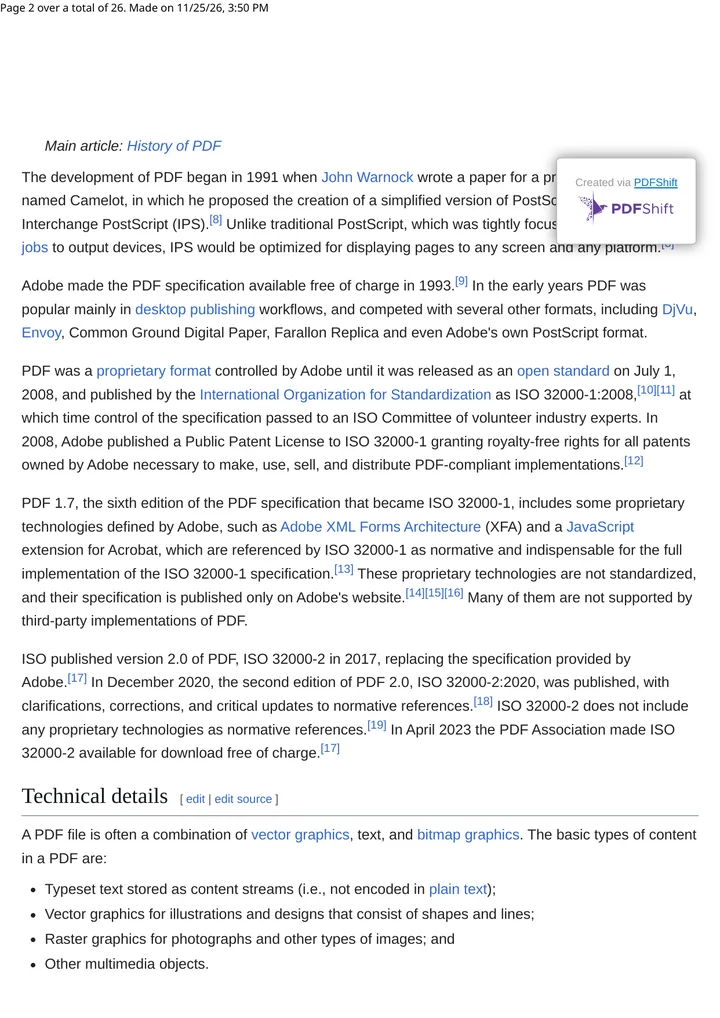 Page 2 over a total of 26. Made on 11/25/26, 3:50 PM
Main article: History of PDF
The development of PDF began in 1991 when John Warnock wrote a paper for a pr
named Camelot, in which he proposed the creation of a simplified version of PostSc
Interchange PostScript (IPS).[8] Unlike traditional PostScript, which was tightly focus
jobs to output devices, IPS would be optimized for displaying pages to any screen and any platform.
Created via PDFShift
PDFShift
Adobe made the PDF specification available free of charge in 1993.[9] In the early years PDF was
popular mainly in desktop publishing workflows, and competed with several other formats, including DjVu,
Envoy, Common Ground Digital Paper, Farallon Replica and even Adobe's own PostScript format.
PDF was a proprietary format controlled by Adobe until it was released as an open standard on July 1,
2008, and published by the International Organization for Standardization as ISO 32000-1:2008,[10][11] at
which time control of the specification passed to an ISO Committee of volunteer industry experts. In
2008, Adobe published a Public Patent License to ISO 32000-1 granting royalty-free rights for all patents
owned by Adobe necessary to make, use, sell, and distribute PDF-compliant implementations.[12]
PDF 1.7, the sixth edition of the PDF specification that became ISO 32000-1, includes some proprietary
technologies defined by Adobe, such as Adobe XML Forms Architecture (XFA) and a JavaScript
extension for Acrobat, which are referenced by ISO 32000-1 as normative and indispensable for the full
implementation of the ISO 32000-1 specification.[13] These proprietary technologies are not standardized,
and their specification is published only on Adobe's website.[14][15][16] Many of them are not supported by
third-party implementations of PDF.
ISO published version 2.0 of PDF, ISO 32000-2 in 2017, replacing the specification provided by
Adobe.[17] In December 2020, the second edition of PDF 2.0, ISO 32000-2:2020, was published, with
clarifications, corrections, and critical updates to normative references.[18] ISO 32000-2 does not include
any proprietary technologies as normative references.[19] In April 2023 the PDF Association made ISO
32000-2 available for download free of charge.[17]
Technical details [ edit | edit source ]
A PDF file is often a combination of vector graphics, text, and bitmap graphics. The basic types of content
in a PDF are:
• Typeset text stored as content streams (i.e., not encoded in plain text);
• Vector graphics for illustrations and designs that consist of shapes and lines;
• Raster graphics for photographs and other types of images; and
• Other multimedia objects.